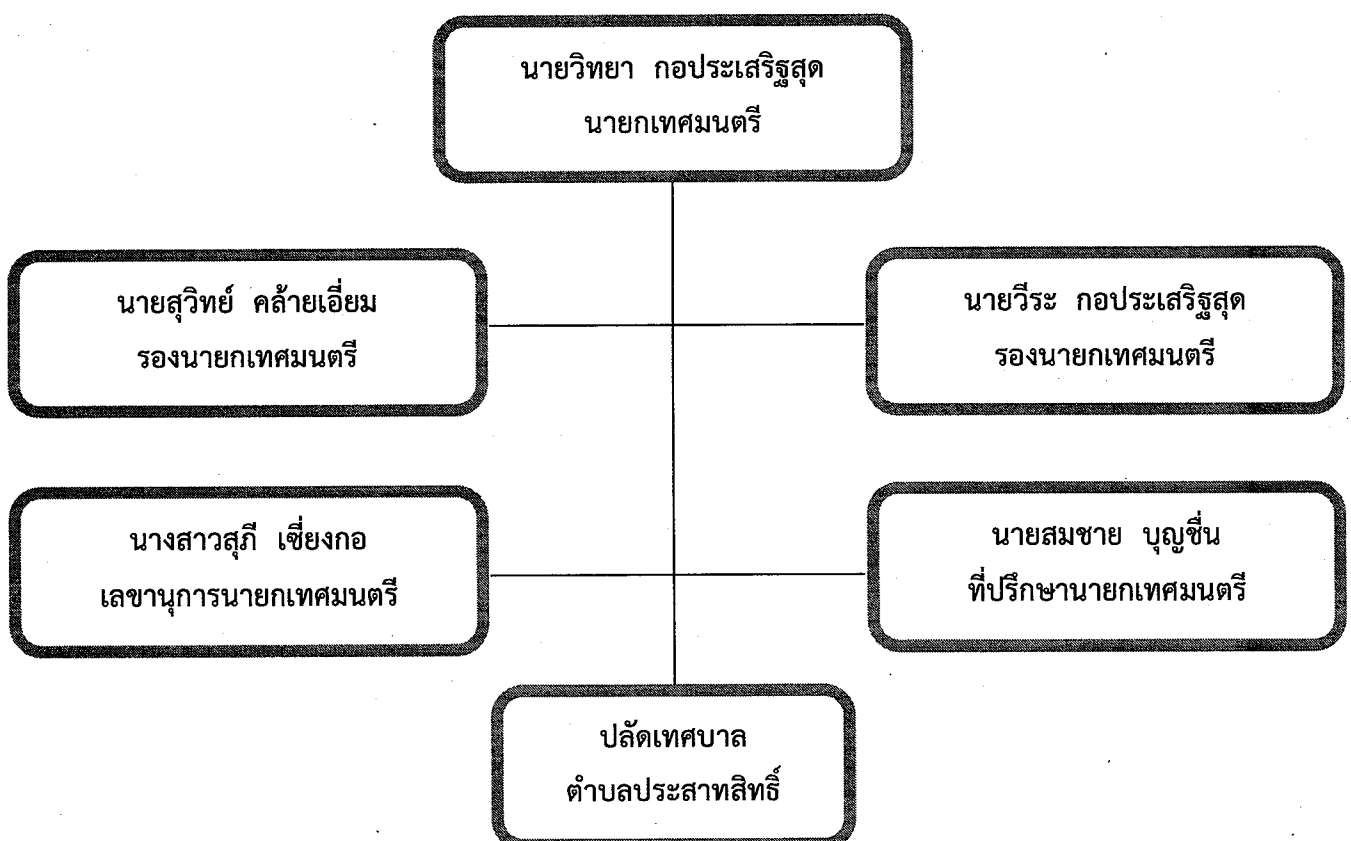 นายวิทยา กอประเสริฐสุด
นายกเทศมนตรี
นายสุวิทย์ คล้ายเอี่ยม
รองนายกเทศมนตรี
นายวีระ กอประเสริฐสุด
รองนายกเทศมนตรี
นางสาวสุภี เซี่ยงกอ
เลขานุการนายกเทศมนตรี
นายสมชาย บุญชื่น
ที่ปรึกษานายกเทศมนตรี
ปลัดเทศบาล
ตำบลประสาทสิทธิ์